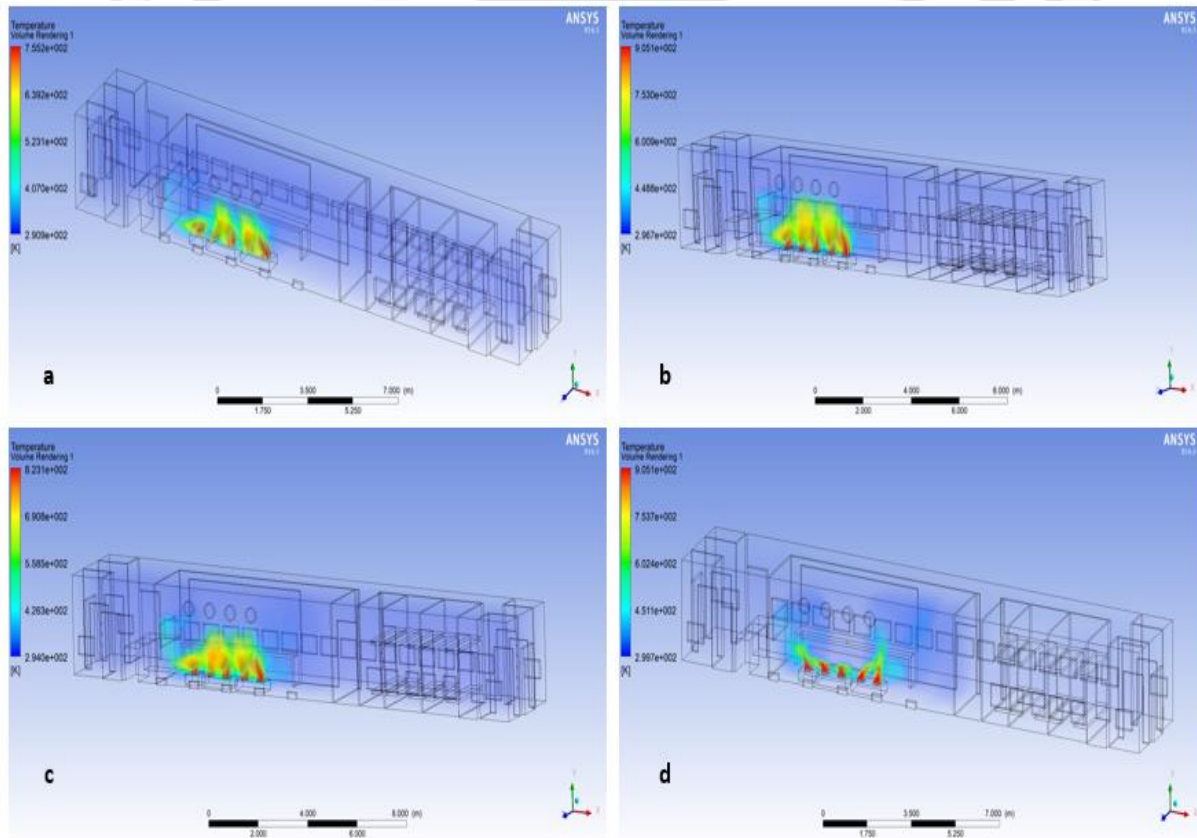 ANSYS
R16.1
Temperature
Volume Rendering 1
7.552e+002
6.392e+002
5.231e+002
4.070e+002
2.909e+002
[K]
a
0 3.500 7.000 (m)
1.750 5.250
ANSYS
Temperature
Volume Rendering 1
9.051e+002
7.530e+002
6.009e+002
4.488e+002
2.967e+002
[K]
b
0 4.000 8.000 (m)
2.000 6.000
ANSYS
Temperature
Volume Rendering 1
8.231e+002
6.908e+002
5.585e+002
4.263e+002
2.940e+002
[K]
c
0 4.000 8.000 (m)
2.000 6.000
ANSYS
Temperature
Volume Rendering 1
9.051e+002
7.537e+002
6.024e+002
4.511e+002
2.997e+002
[K]
d
0 3.500 7.000 (m)
1.750 5.250